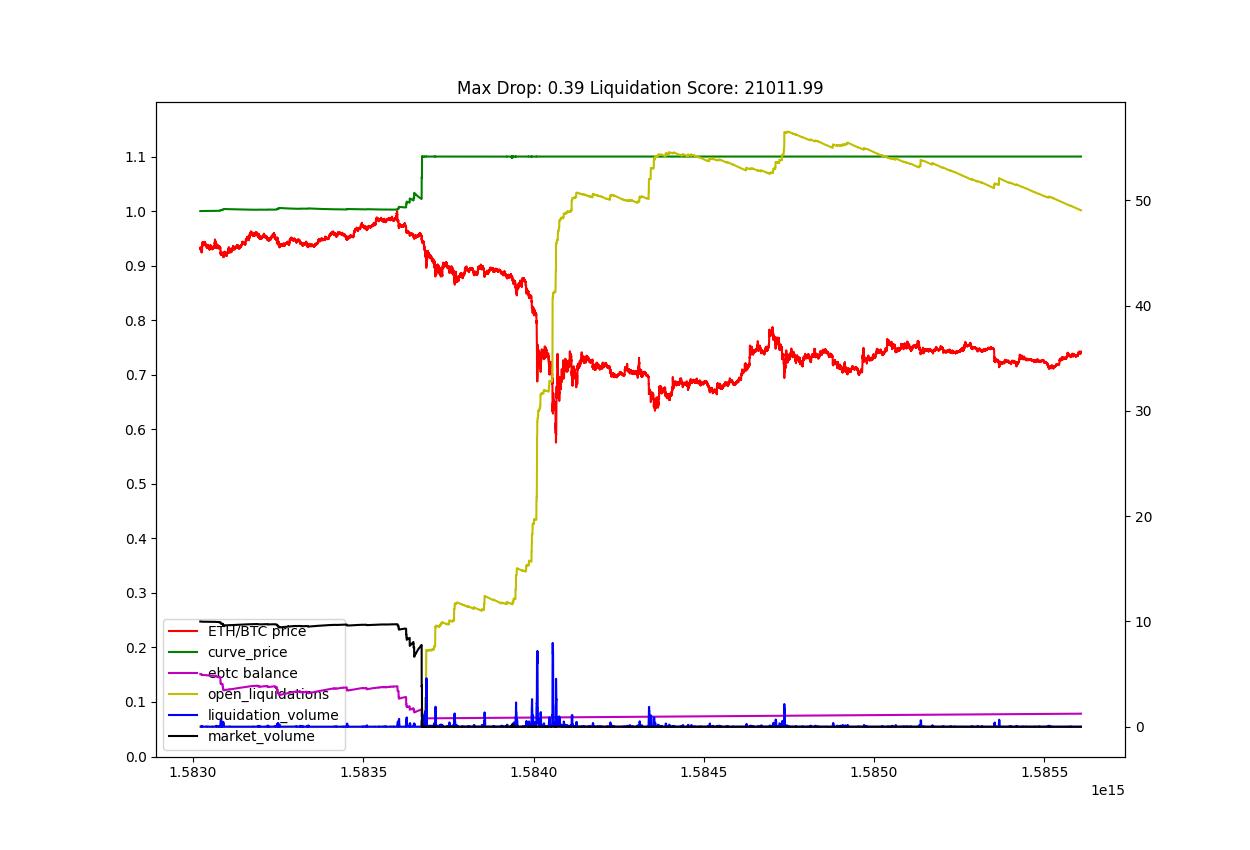 Max Drop: 0.39 Liquidation Score: 21011.99
1.1
1.0
0.9
0.8
0.7
0.6
0.5
0.4
0.3
0.2
0.1
0.0
50
40
30
20
10
0
ETH/BTC price
curve_price
ebtc balance
open_liquidations
liquidation_volume
market_volume
1.5830 1.5835 1.5840 1.5845 1.5850 1.5855
1e15